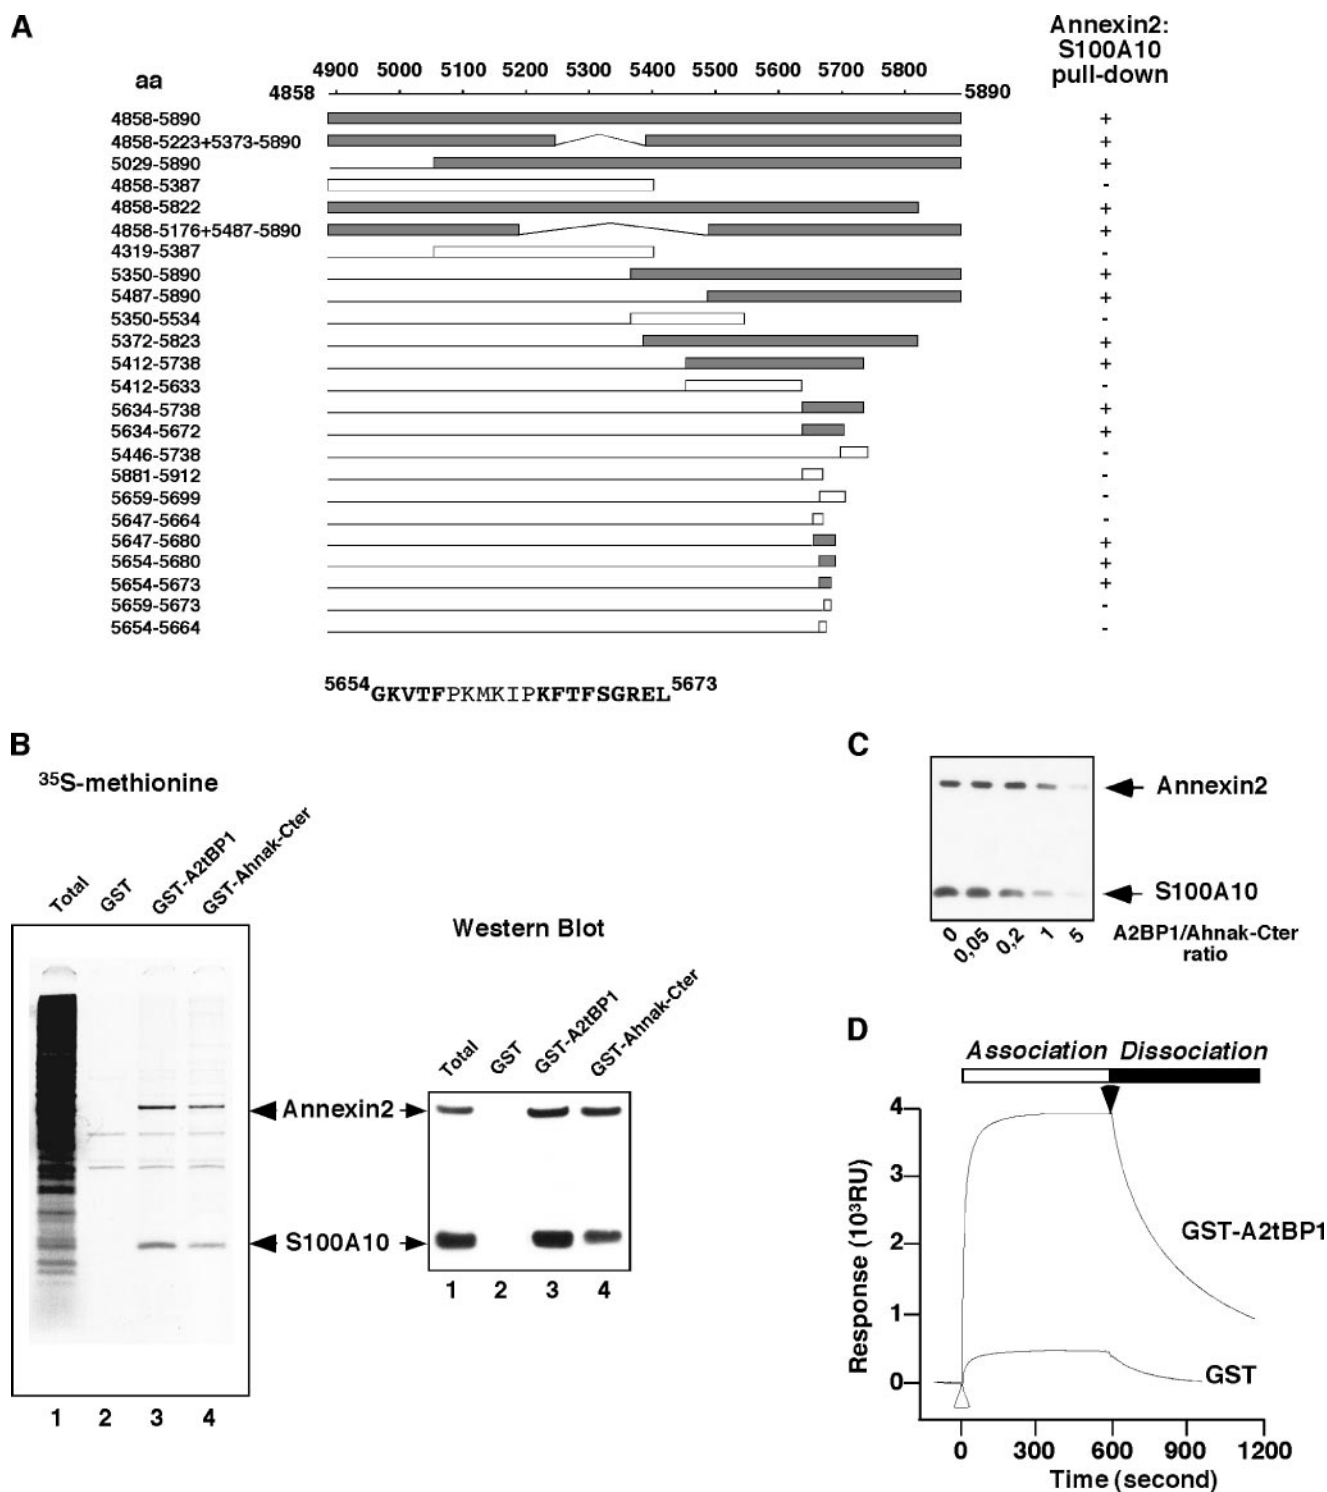 A
Annexin2:
S100A10
pull-down
aa
4900 5000 5100 5200 5300 5400 5500 5600 5700 5800
4858 5890
4858-5890 +
4858-5223+5373-5890 +
5029-5890 +
4858-5387 -
4858-5822 +
4858-5176+5487-5890 +
4319-5387 -
5350-5890 +
5487-5890 +
5350-5534 -
5372-5823 +
5412-5738 +
5412-5633 -
5634-5738 +
5634-5672 +
5446-5738 -
5881-5912 -
5659-5699 -
5647-5664 -
5647-5680 +
5654-5680 +
5654-5673 +
5659-5673 -
5654-5664 -
5654GKVTFPKMKIPKFTFSGREL5673
B
35S-methionine
Total GST GST-A2tBP1 GST-Ahnak-Cter
Annexin2
S100A10
1 2 3 4
Western Blot
Total GST GST-A2tBP1 GST-Ahnak-Cter
1 2 3 4
C
Annexin2
S100A10
0 0,05 0,2 1 5 A2BP1/Ahnak-Cter
ratio
D
Association Dissociation
Response (10³RU)
4
3
2
1
0
GST-A2tBP1
GST
0 300 600 900 1200
Time (second)